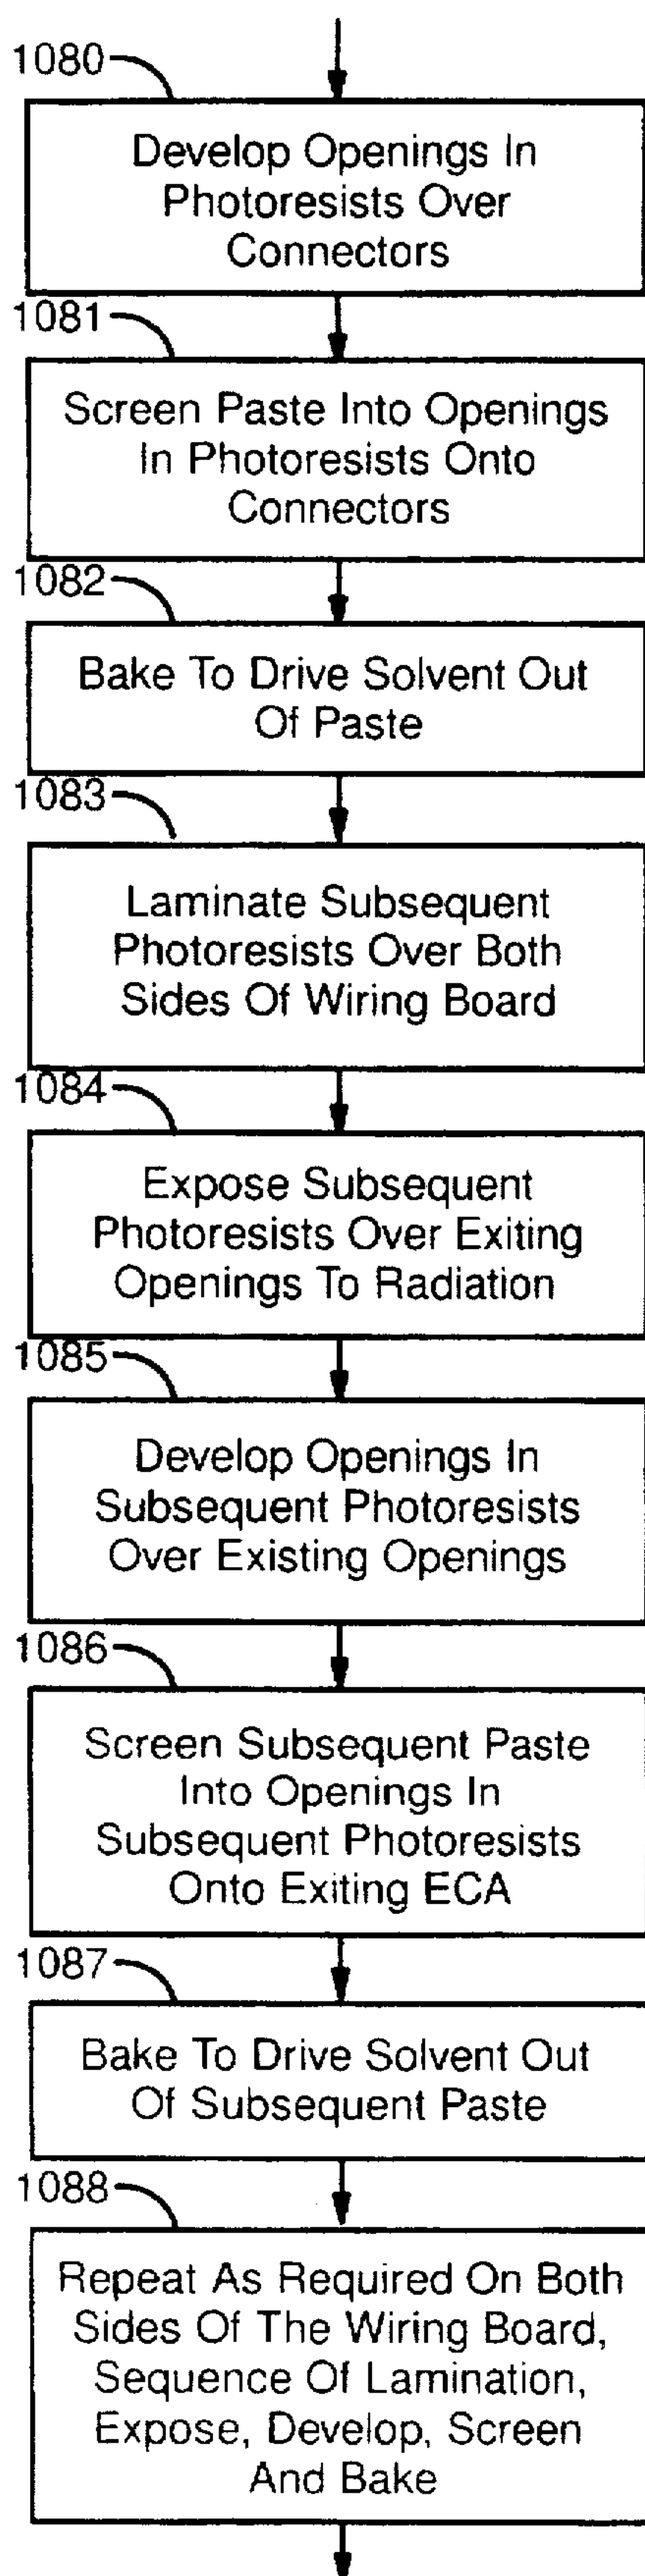 1080
Develop Openings In
Photoresists Over
Connectors
1081
Screen Paste Into Openings
In Photoresists Onto
Connectors
1082
Bake To Drive Solvent Out
Of Paste
1083
Laminate Subsequent
Photoresists Over Both
Sides Of Wiring Board
1084
Expose Subsequent
Photoresists Over Exiting
Openings To Radiation
1085
Develop Openings In
Subsequent Photoresists
Over Existing Openings
1086
Screen Subsequent Paste
Into Openings In
Subsequent Photoresists
Onto Exiting ECA
1087
Bake To Drive Solvent Out
Of Subsequent Paste
1088
Repeat As Required On Both
Sides Of The Wiring Board,
Sequence Of Lamination,
Expose, Develop, Screen
And Bake